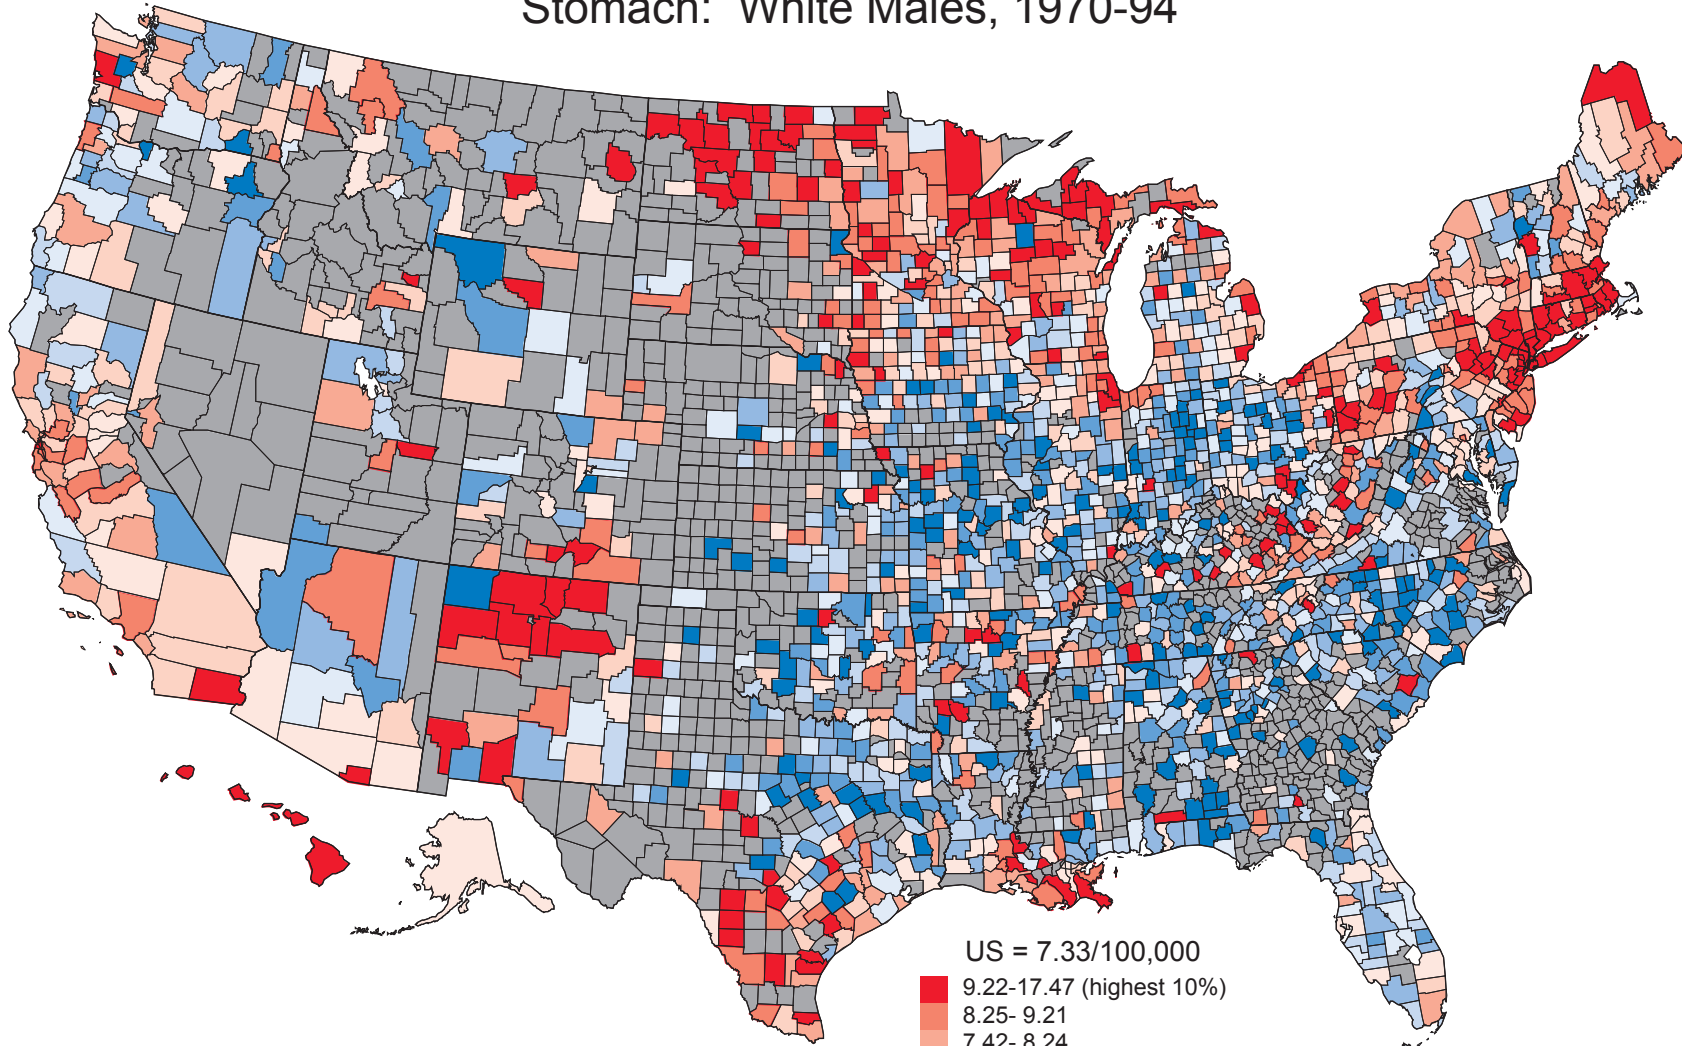 Stomach: White Males, 1970-94
US = 7.33/100,000
9.22-17.47 (highest 10%)
8.25- 9.21
7.42- 8.24